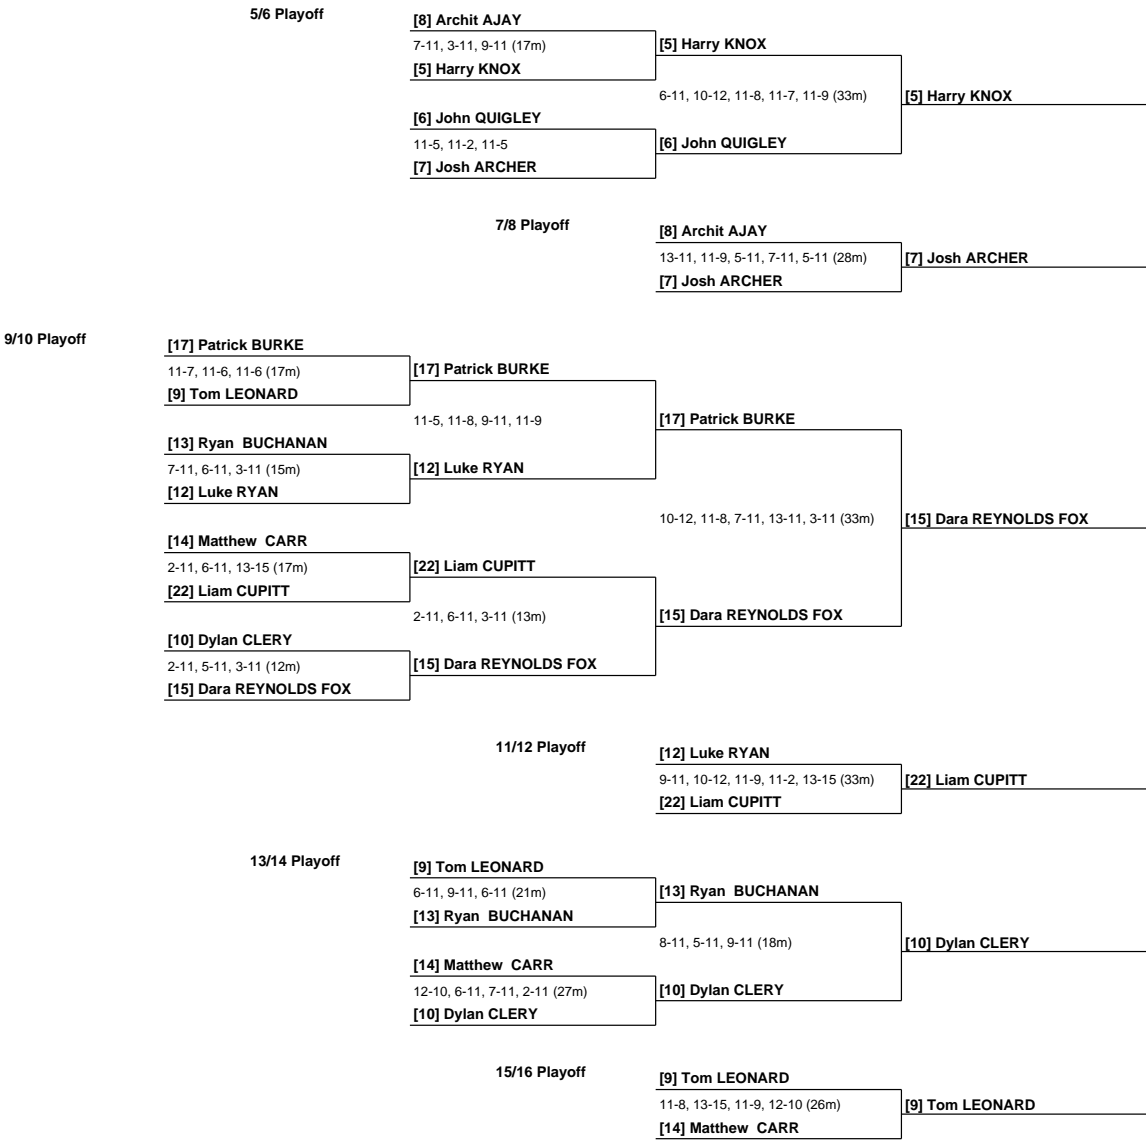 5/6 Playoff
[8] Archit AJAY
7-11, 3-11, 9-11 (17m)
[5] Harry KNOX
[5] Harry KNOX
6-11, 10-12, 11-8, 11-7, 11-9 (33m)
[5] Harry KNOX
[6] John QUIGLEY
11-5, 11-2, 11-5
[6] John QUIGLEY
[7] Josh ARCHER
7/8 Playoff
[8] Archit AJAY
13-11, 11-9, 5-11, 7-11, 5-11 (28m)
[7] Josh ARCHER
[7] Josh ARCHER
9/10 Playoff
[17] Patrick BURKE
11-7, 11-6, 11-6 (17m)
[17] Patrick BURKE
[9] Tom LEONARD
11-5, 11-8, 9-11, 11-9
[17] Patrick BURKE
[13] Ryan BUCHANAN
7-11, 6-11, 3-11 (15m)
[12] Luke RYAN
[12] Luke RYAN
10-12, 11-8, 7-11, 13-11, 3-11 (33m)
[15] Dara REYNOLDS FOX
[14] Matthew CARR
2-11, 6-11, 13-15 (17m)
[22] Liam CUPITT
[22] Liam CUPITT
2-11, 6-11, 3-11 (13m)
[15] Dara REYNOLDS FOX
[10] Dylan CLERY
2-11, 5-11, 3-11 (12m)
[15] Dara REYNOLDS FOX
[15] Dara REYNOLDS FOX
11/12 Playoff
[12] Luke RYAN
9-11, 10-12, 11-9, 11-2, 13-15 (33m)
[22] Liam CUPITT
[22] Liam CUPITT
13/14 Playoff
[9] Tom LEONARD
6-11, 9-11, 6-11 (21m)
[13] Ryan BUCHANAN
[13] Ryan BUCHANAN
8-11, 5-11, 9-11 (18m)
[10] Dylan CLERY
[14] Matthew CARR
12-10, 6-11, 7-11, 2-11 (27m)
[10] Dylan CLERY
[10] Dylan CLERY
15/16 Playoff
[9] Tom LEONARD
11-8, 13-15, 11-9, 12-10 (26m)
[9] Tom LEONARD
[14] Matthew CARR